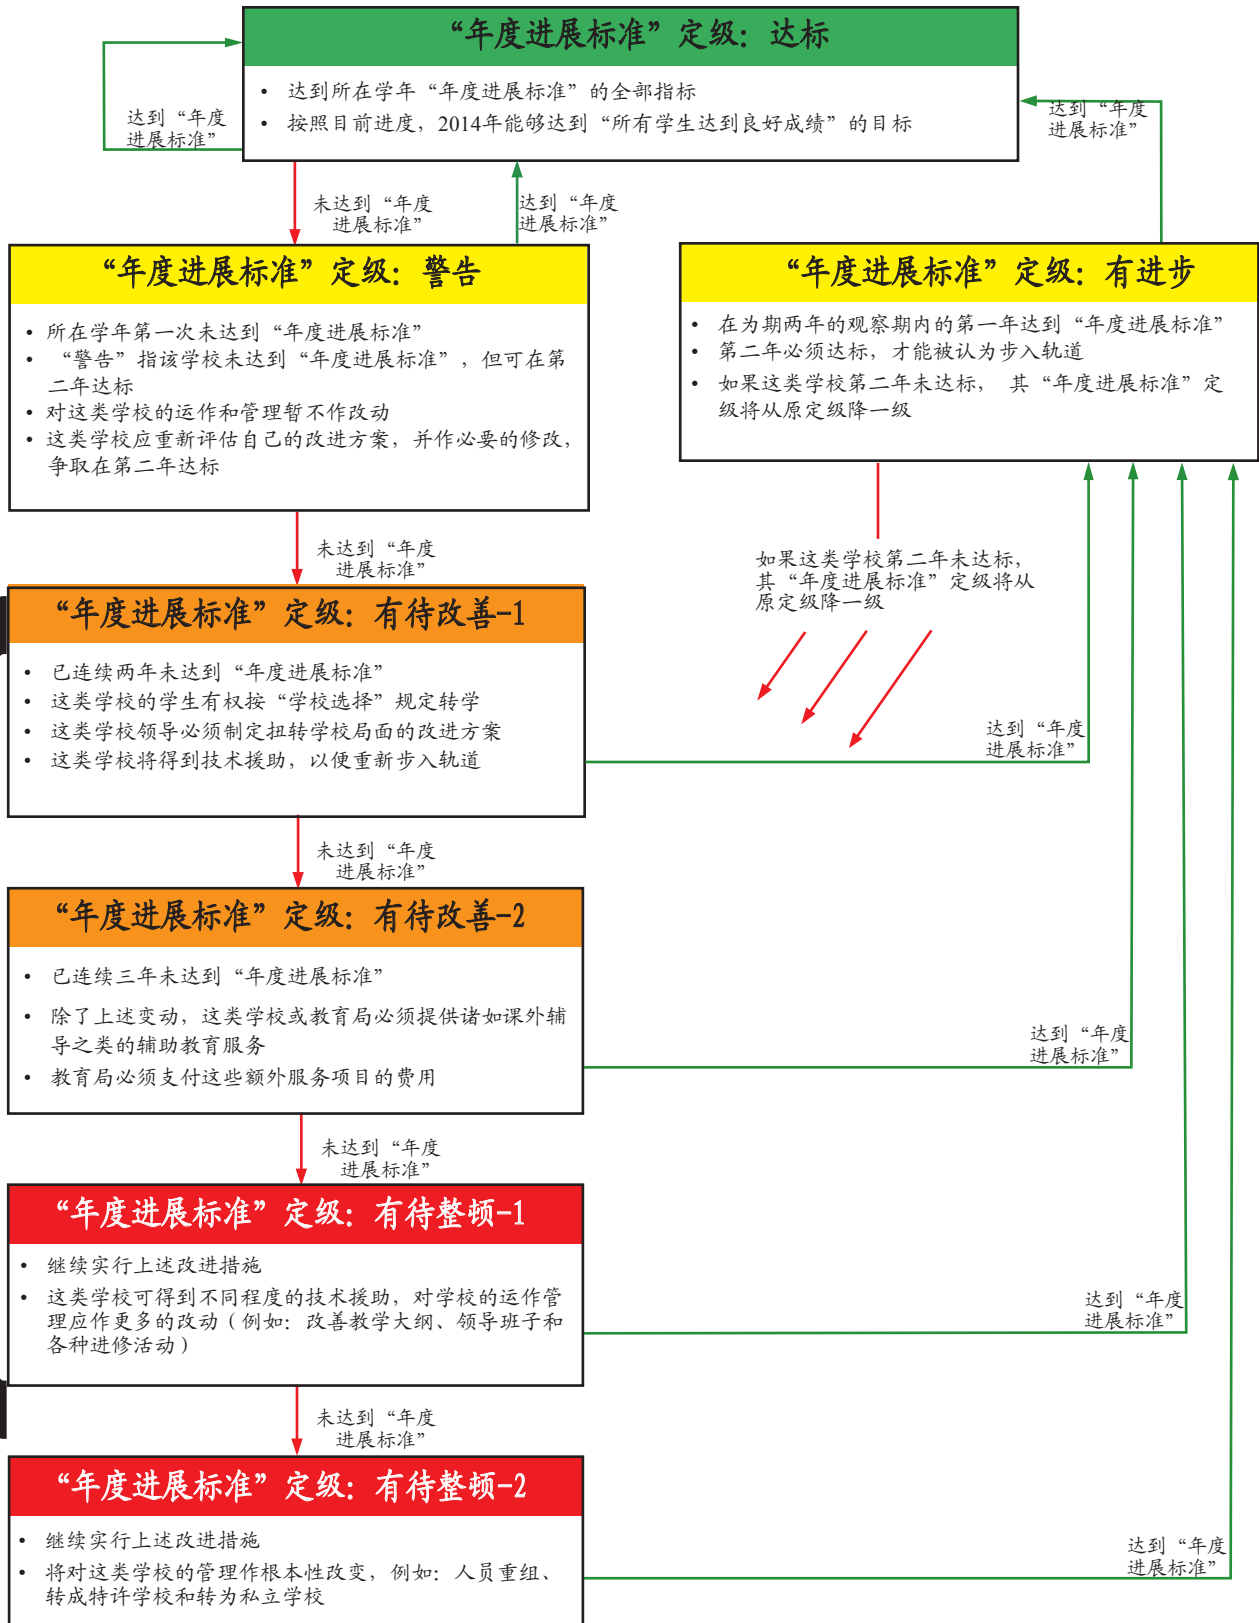 “年度进展标准”定级：达标
• 达到所在学年“年度进展标准”的全部指标
• 按照目前进度，2014年能够达到“所有学生达到良好成绩”的目标
达到“年度
进展标准”
达到“年度
进展标准”
未达到“年度
进展标准”
达到“年度
进展标准”
“年度进展标准”定级：警告
• 所在学年第一次未达到“年度进展标准”
• “警告”指该学校未达到“年度进展标准”，但可在第
二年达标
• 对这类学校的运作和管理暂不作改动
• 这类学校应重新评估自己的改进方案，并作必要的修改，
争取在第二年达标
“年度进展标准”定级：有进步
• 在为期两年的观察期内的第一年达到“年度进展标准”
• 第二年必须达标，才能被认为步入轨道
• 如果这类学校第二年未达标， 其“年度进展标准”定
级将从原定级降一级
未达到“年度
进展标准”
如果这类学校第二年未达标，
其“年度进展标准”定级将从
原定级降一级
“年度进展标准”定级：有待改善-1
• 已连续两年未达到“年度进展标准”
• 这类学校的学生有权按“学校选择”规定转学
• 这类学校领导必须制定扭转学校局面的改进方案
• 这类学校将得到技术援助，以便重新步入轨道
达到“年度
进展标准”
未达到“年度
进展标准”
“年度进展标准”定级：有待改善-2
• 已连续三年未达到“年度进展标准”
• 除了上述变动，这类学校或教育局必须提供诸如课外辅
导之类的辅助教育服务
• 教育局必须支付这些额外服务项目的费用
达到“年度
进展标准”
未达到“年度
进展标准”
“年度进展标准”定级：有待整顿-1
• 继续实行上述改进措施
• 这类学校可得到不同程度的技术援助，对学校的运作管
理应作更多的改动（例如：改善教学大纲、领导班子和
各种进修活动）
达到“年度
进展标准”
未达到“年度
进展标准”
“年度进展标准”定级：有待整顿-2
• 继续实行上述改进措施
• 将对这类学校的管理作根本性改变，例如：人员重组、
转成特许学校和转为私立学校
达到“年度
进展标准”